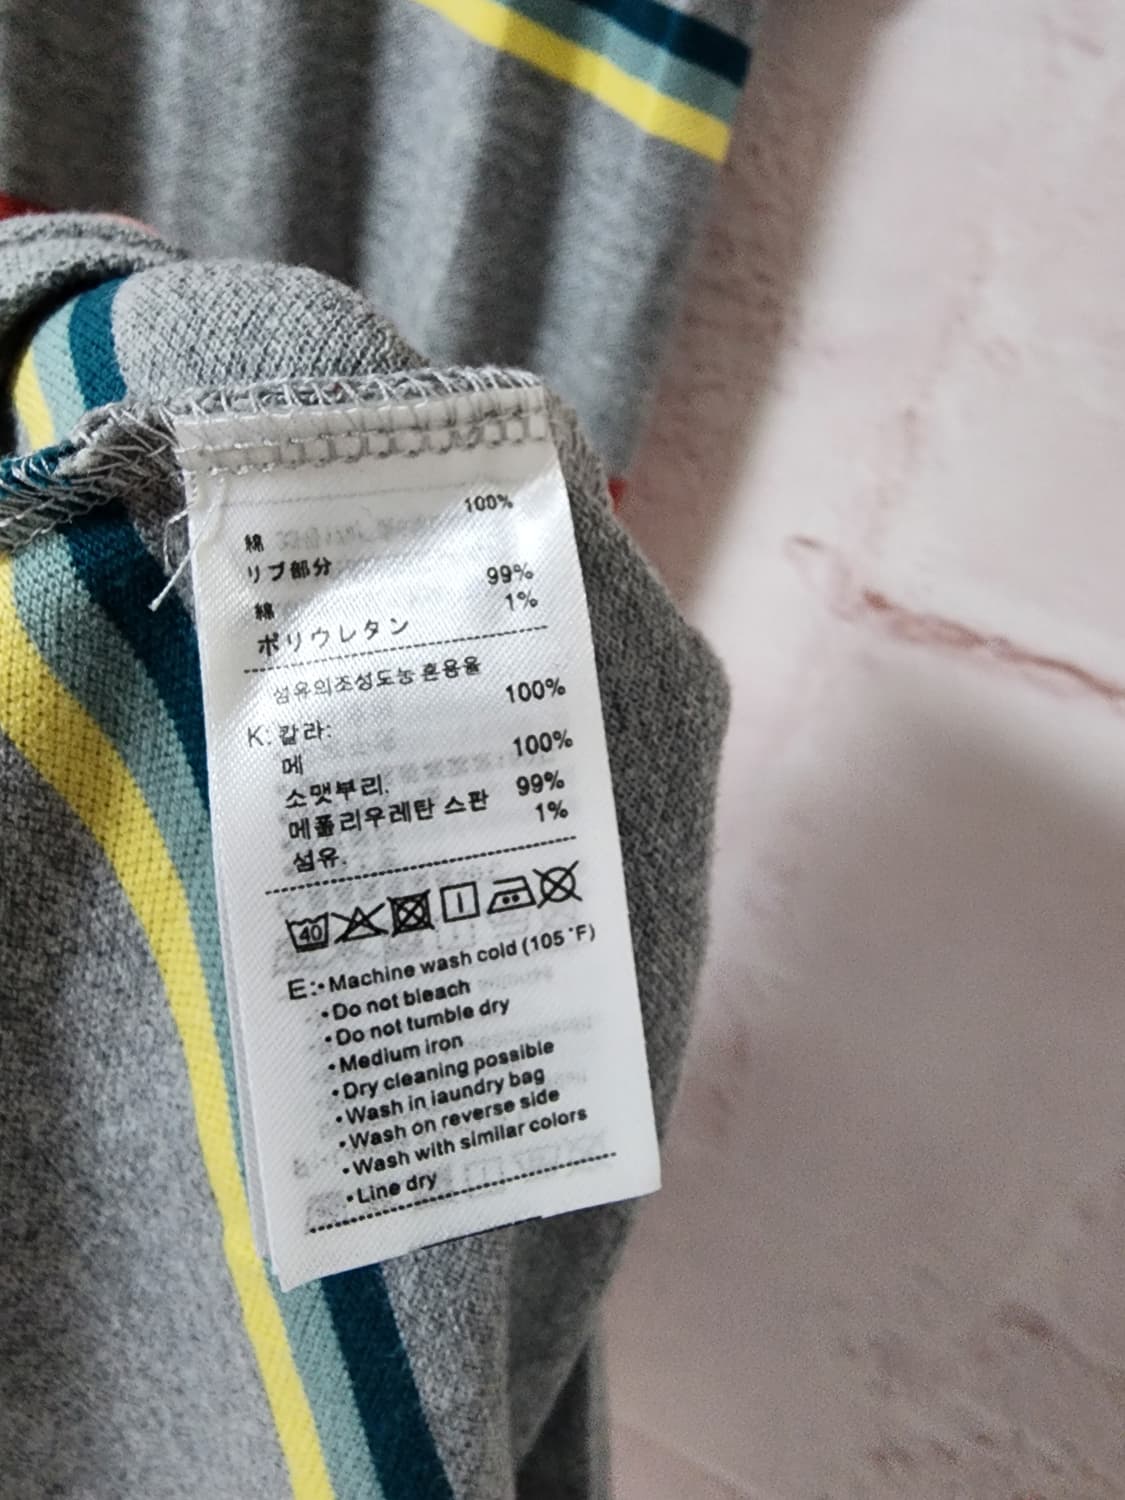 100%
綿
リブ部分
綿 99%
ポリウレタン 1%
섬유의조성도농 혼용율
100%
K: 칼라:
메 100%
소맷부리.
메폴리우레탄 스판 99%
섬유. 1%
40
E:•Machine wash cold (105°F)
•Do not bleach
•Do not tumble dry
•Medium iron
•Dry cleaning possible
•Wash in laundry bag
•Wash on reverse side
•Wash with similar colors
•Line dry